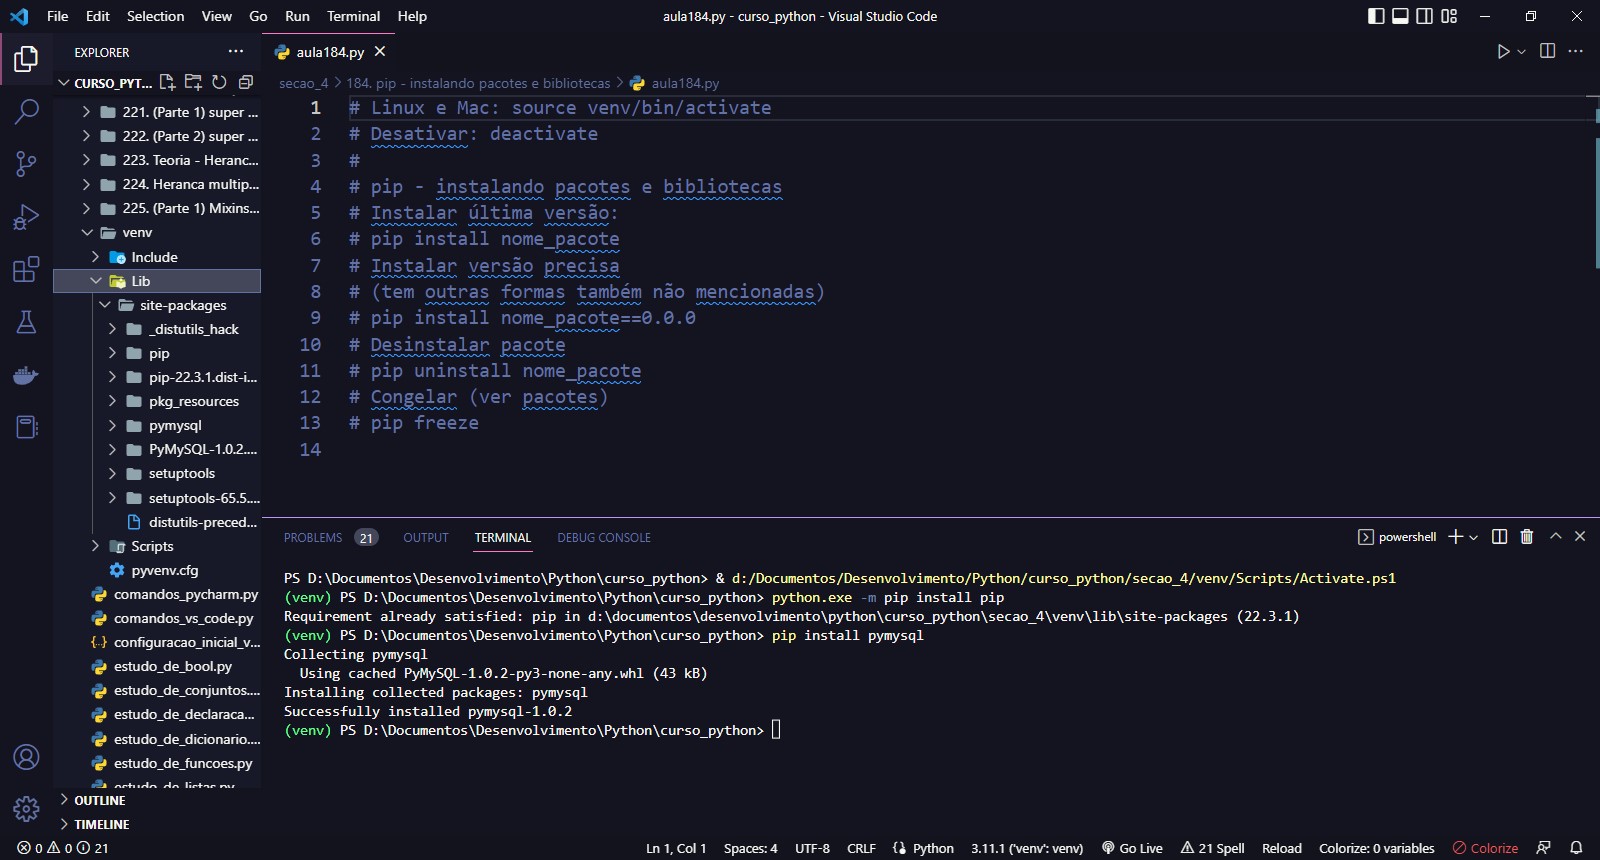 File Edit Selection View Go Run Terminal Help
aula184.py - curso_python - Visual Studio Code
EXPLORER
CURSO_PYT...
221. (Parte 1) super ...
222. (Parte 2) super ...
223. Teoria - Heranc...
224. Heranca multip...
225. (Parte 1) Mixins...
venv
Include
Lib
site-packages
_distutils_hack
pip
pip-22.3.1.dist-i...
pkg_resources
pymysql
PyMySQL-1.0.2....
setuptools
setuptools-65.5....
distutils-preced...
Scripts
pyvenv.cfg
comandos_pycharm.py
comandos_vs_code.py
configuracao_inicial_v...
estudo_de_bool.py
estudo_de_conjuntos....
estudo_de_declaraca...
estudo_de_dicionario....
estudo_de_funcoes.py
estudo_de_listas.py
OUTLINE
TIMELINE
aula184.py
secao_4 > 184. pip - instalando pacotes e bibliotecas > aula184.py
1 # Linux e Mac: source venv/bin/activate
2 # Desativar: deactivate
3 #
4 # pip - instalando pacotes e bibliotecas
5 # Instalar última versão:
6 # pip install nome_pacote
7 # Instalar versão precisa
8 # (tem outras formas também não mencionadas)
9 # pip install nome_pacote==0.0.0
10 # Desinstalar pacote
11 # pip uninstall nome_pacote
12 # Congelar (ver pacotes)
13 # pip freeze
14
PROBLEMS 21 OUTPUT TERMINAL DEBUG CONSOLE
powershell
PS D:\Documentos\Desenvolvimento\Python\curso_python> & d:/Documentos/Desenvolvimento/Python/curso_python/secao_4/venv/Scripts/Activate.ps1
(venv) PS D:\Documentos\Desenvolvimento\Python\curso_python> python.exe -m pip install pip
Requirement already satisfied: pip in d:\documentos\desenvolvimento\python\curso_python\secao_4\venv\lib\site-packages (22.3.1)
(venv) PS D:\Documentos\Desenvolvimento\Python\curso_python> pip install pymysql
Collecting pymysql
Using cached PyMySQL-1.0.2-py3-none-any.whl (43 kB)
Installing collected packages: pymysql
Successfully installed pymysql-1.0.2
(venv) PS D:\Documentos\Desenvolvimento\Python\curso_python>
0 0 21 Ln 1, Col 1 Spaces: 4 UTF-8 CRLF Python 3.11.1 ('venv': venv) Go Live 21 Spell Reload Colorize: 0 variables Colorize